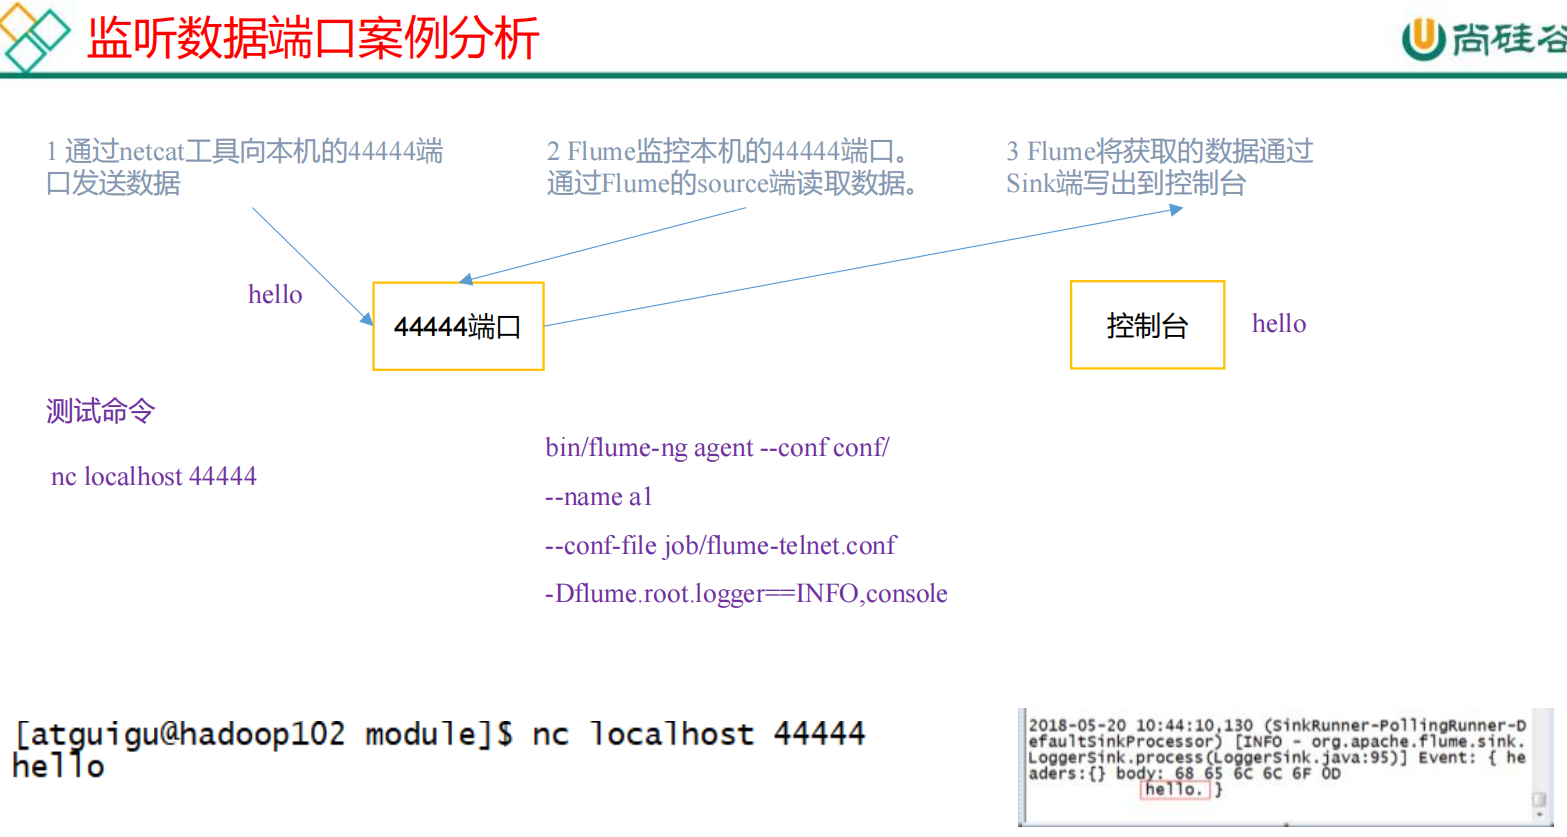 监听数据端口案例分析
尚硅谷
1 通过netcat工具向本机的44444端
口发送数据
2 Flume监控本机的44444端口。
通过Flume的source端读取数据。
3 Flume将获取的数据通过
Sink端写出到控制台
hello
44444端口
控制台
hello
测试命令
nc localhost 44444
bin/flume-ng agent --conf conf/
--name a1
--conf-file job/flume-telnet.conf
-Dflume.root.logger==INFO,console
[atguigu@hadoop102 module]$ nc localhost 44444
hello
2018-05-20 10:44:10,130 (SinkRunner-PollingRunner-D
efaultSinkProcessor) [INFO - org.apache.flume.sink.
LoggerSink.process(LoggerSink.java:95)] Event: { he
aders:{} body: 68 65 6C 6C 6F 0D
hello. }